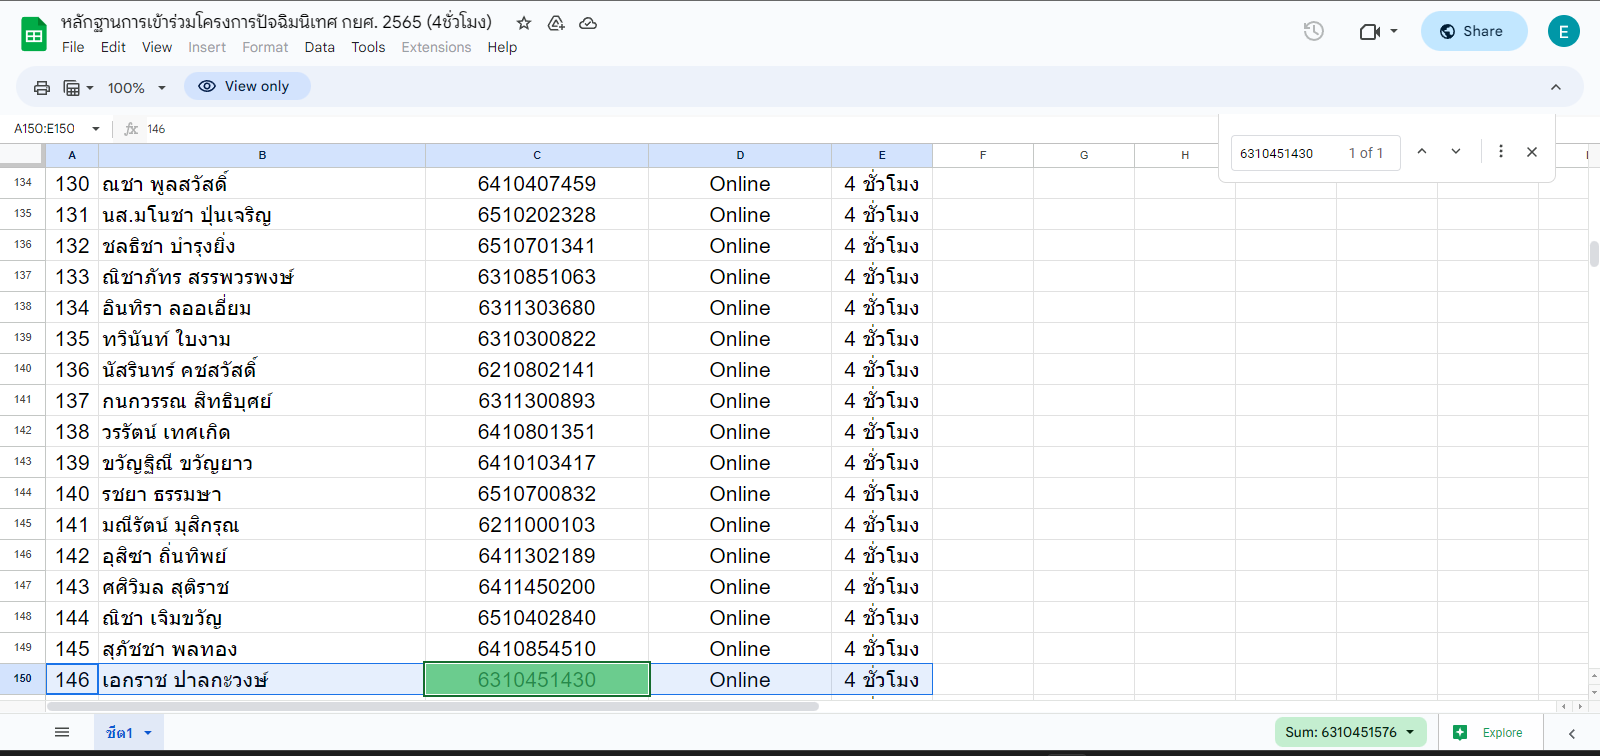 หลักฐานการเข้าร่วมโครงการปัจฉิมนิเทศ กยศ. 2565 (4ชั่วโมง)
File Edit View Insert Format Data Tools Extensions Help
Share
E
100% View only
A150:E150 fx 146
6310451430 1 of 1
A B C D E F G H
134 130 ณชา พูลสวัสดิ์ 6410407459 Online 4 ชั่วโมง
135 131 นส.มโนชา ปุ่นเจริญ 6510202328 Online 4 ชั่วโมง
136 132 ชลธิชา บำรุงยิ่ง 6510701341 Online 4 ชั่วโมง
137 133 ณิชาภัทร สรรพวรพงษ์ 6310851063 Online 4 ชั่วโมง
138 134 อินทิรา ลออเอี่ยม 6311303680 Online 4 ชั่วโมง
139 135 ทวินันท์ ใบงาม 6310300822 Online 4 ชั่วโมง
140 136 นัสรินทร์ คชสวัสดิ์ 6210802141 Online 4 ชั่วโมง
141 137 กนกวรรณ สิทธิบุศย์ 6311300893 Online 4 ชั่วโมง
142 138 วรรัตน์ เทศเกิด 6410801351 Online 4 ชั่วโมง
143 139 ขวัญฐิณี ขวัญยาว 6410103417 Online 4 ชั่วโมง
144 140 รชยา ธรรมษา 6510700832 Online 4 ชั่วโมง
145 141 มณีรัตน์ มุสิกรุณ 6211000103 Online 4 ชั่วโมง
146 142 อุสิชา ถิ่นทิพย์ 6411302189 Online 4 ชั่วโมง
147 143 ศศิวิมล สุติราช 6411450200 Online 4 ชั่วโมง
148 144 ณิชา เจิมขวัญ 6510402840 Online 4 ชั่วโมง
149 145 สุภัชชา พลทอง 6410854510 Online 4 ชั่วโมง
150 146 เอกราช ปาลกะวงษ์ 6310451430 Online 4 ชั่วโมง
ชีต1 Sum: 6310451576 Explore